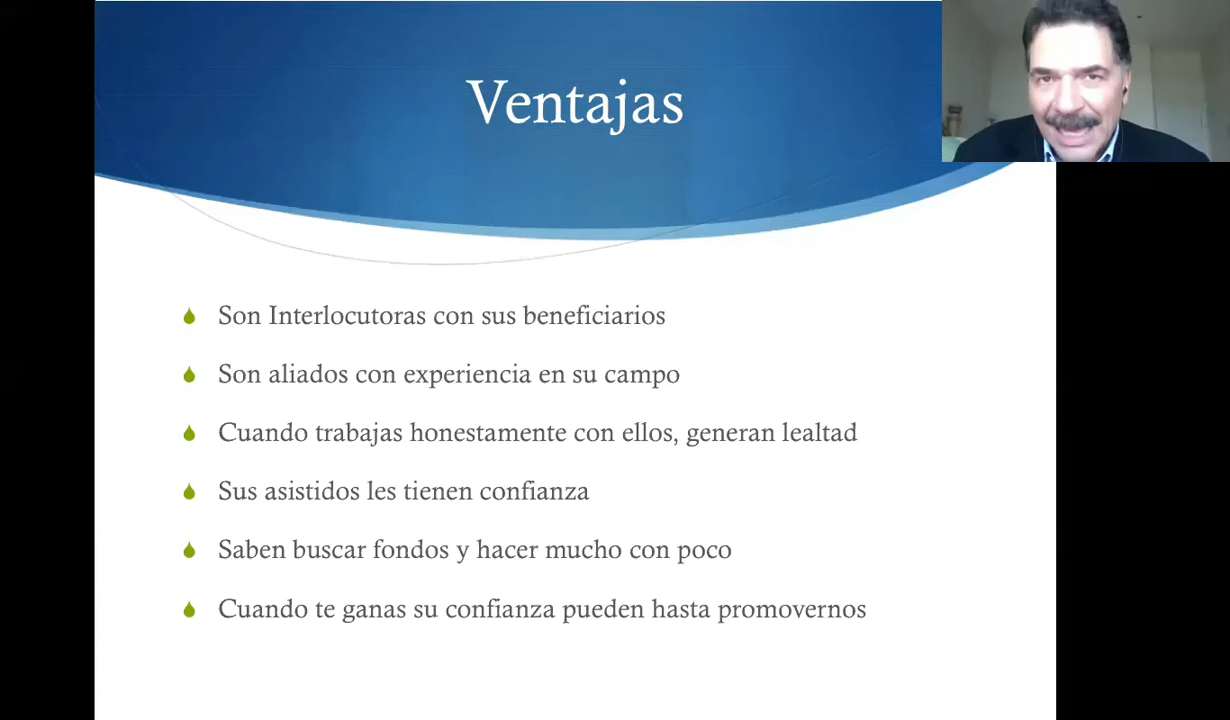 Ventajas
Son Interlocutoras con sus beneficiarios
Son aliados con experiencia en su campo
Cuando trabajas honestamente con ellos, generan lealtad
Sus asistidos les tienen confianza
Saben buscar fondos y hacer mucho con poco
Cuando te ganas su confianza pueden hasta promovernos